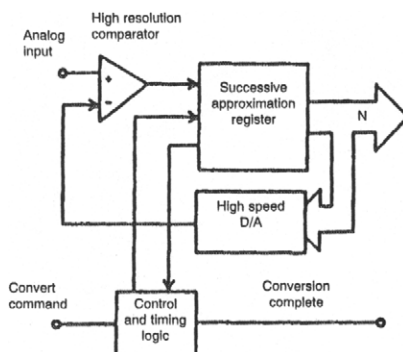 High resolution
comparator
Analog
input
+
-
Successive
approximation
register
N
High speed
D/A
Convert
command
Control
and timing
logic
Conversion
complete